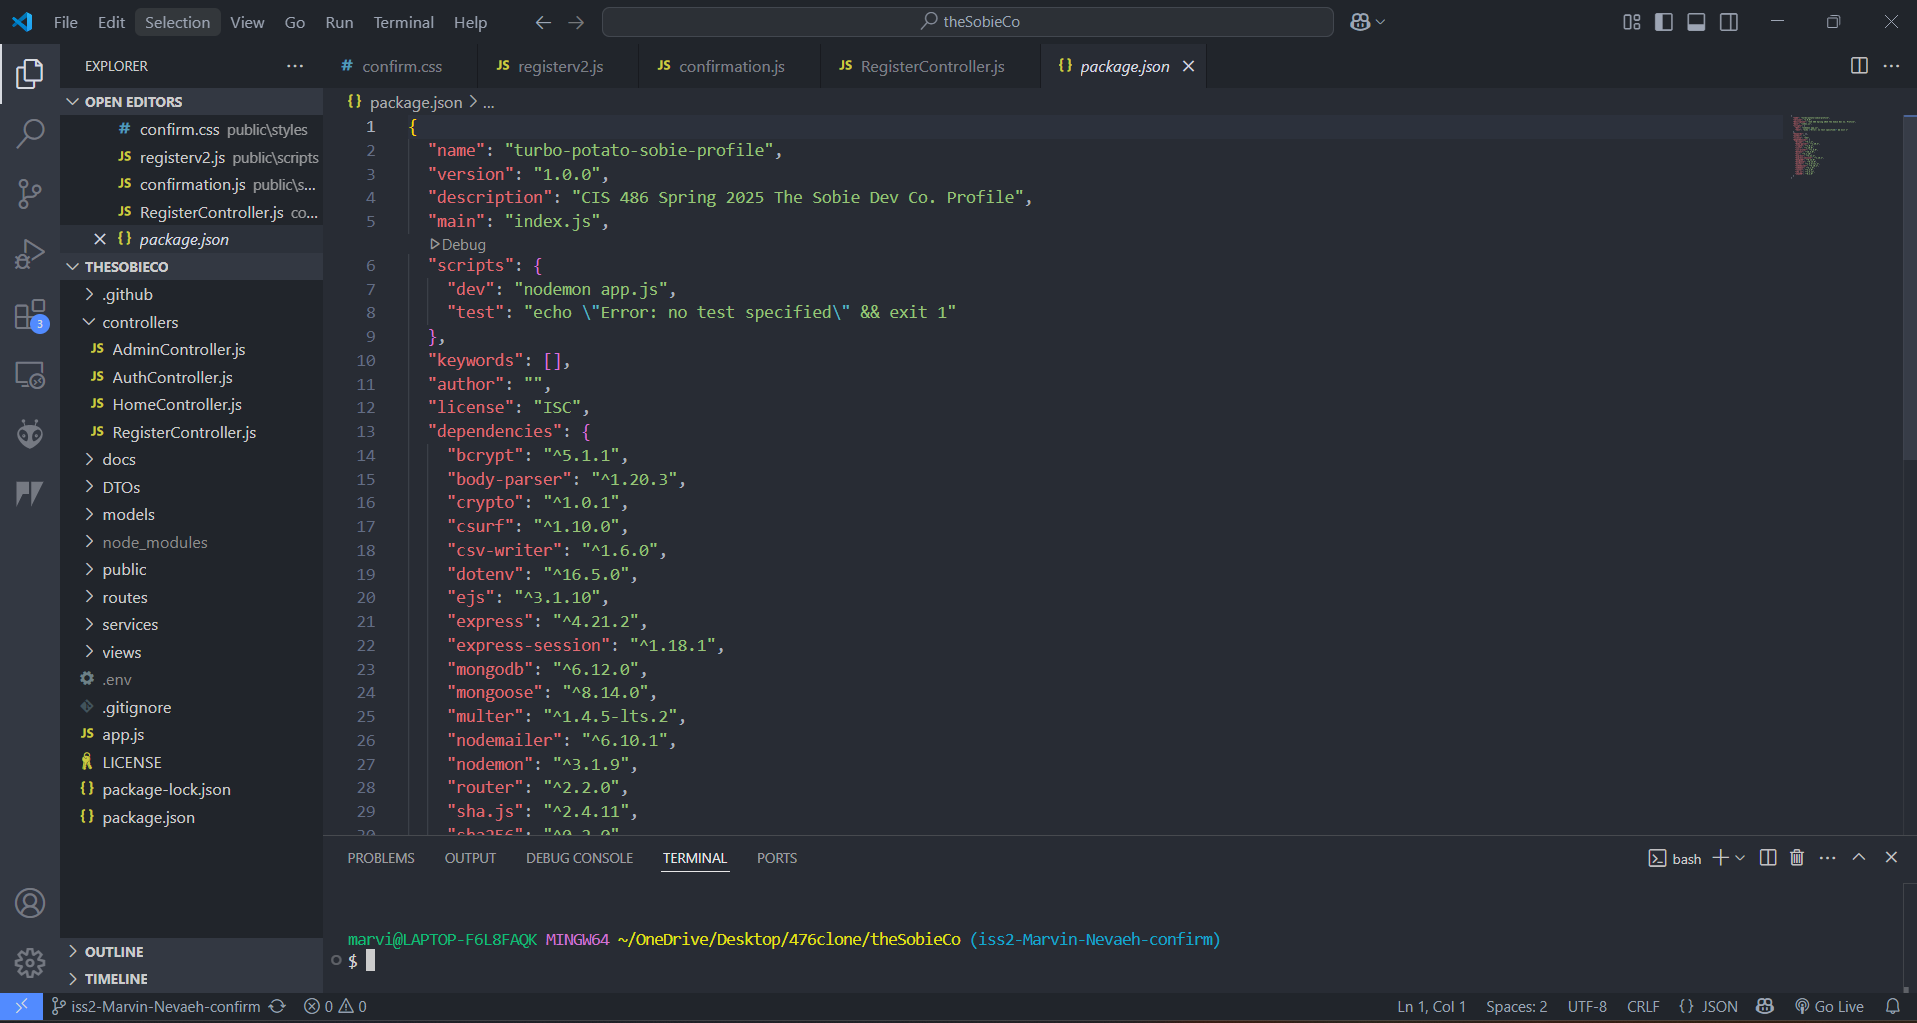 File Edit Selection View Go Run Terminal Help
theSobieCo
EXPLORER
OPEN EDITORS
confirm.css public\styles
JS registerv2.js public\scripts
JS confirmation.js public\s...
JS RegisterController.js co...
{} package.json
THESOBIECO
.github
controllers
JS AdminController.js
JS AuthController.js
JS HomeController.js
JS RegisterController.js
docs
DTOs
models
node_modules
public
routes
services
views
.env
.gitignore
JS app.js
LICENSE
{} package-lock.json
{} package.json
OUTLINE
TIMELINE
3
# confirm.css
JS registerv2.js
JS confirmation.js
JS RegisterController.js
{} package.json
{} package.json > ...
1 {
2 "name": "turbo-potato-sobie-profile",
3 "version": "1.0.0",
4 "description": "CIS 486 Spring 2025 The Sobie Dev Co. Profile",
5 "main": "index.js",
Debug
6 "scripts": {
7 "dev": "nodemon app.js",
8 "test": "echo \"Error: no test specified\" && exit 1"
9 },
10 "keywords": [],
11 "author": "",
12 "license": "ISC",
13 "dependencies": {
14 "bcrypt": "^5.1.1",
15 "body-parser": "^1.20.3",
16 "crypto": "^1.0.1",
17 "csurf": "^1.10.0",
18 "csv-writer": "^1.6.0",
19 "dotenv": "^16.5.0",
20 "ejs": "^3.1.10",
21 "express": "^4.21.2",
22 "express-session": "^1.18.1",
23 "mongodb": "^6.12.0",
24 "mongoose": "^8.14.0",
25 "multer": "^1.4.5-lts.2",
26 "nodemailer": "^6.10.1",
27 "nodemon": "^3.1.9",
28 "router": "^2.2.0",
29 "sha.js": "^2.4.11",
PROBLEMS OUTPUT DEBUG CONSOLE TERMINAL PORTS
bash
marvi@LAPTOP-F6L8FAQK MINGW64 ~/OneDrive/Desktop/476clone/theSobieCo (iss2-Marvin-Nevaeh-confirm)
$
iss2-Marvin-Nevaeh-confirm 0 0 Ln 1, Col 1 Spaces: 2 UTF-8 CRLF {} JSON Go Live